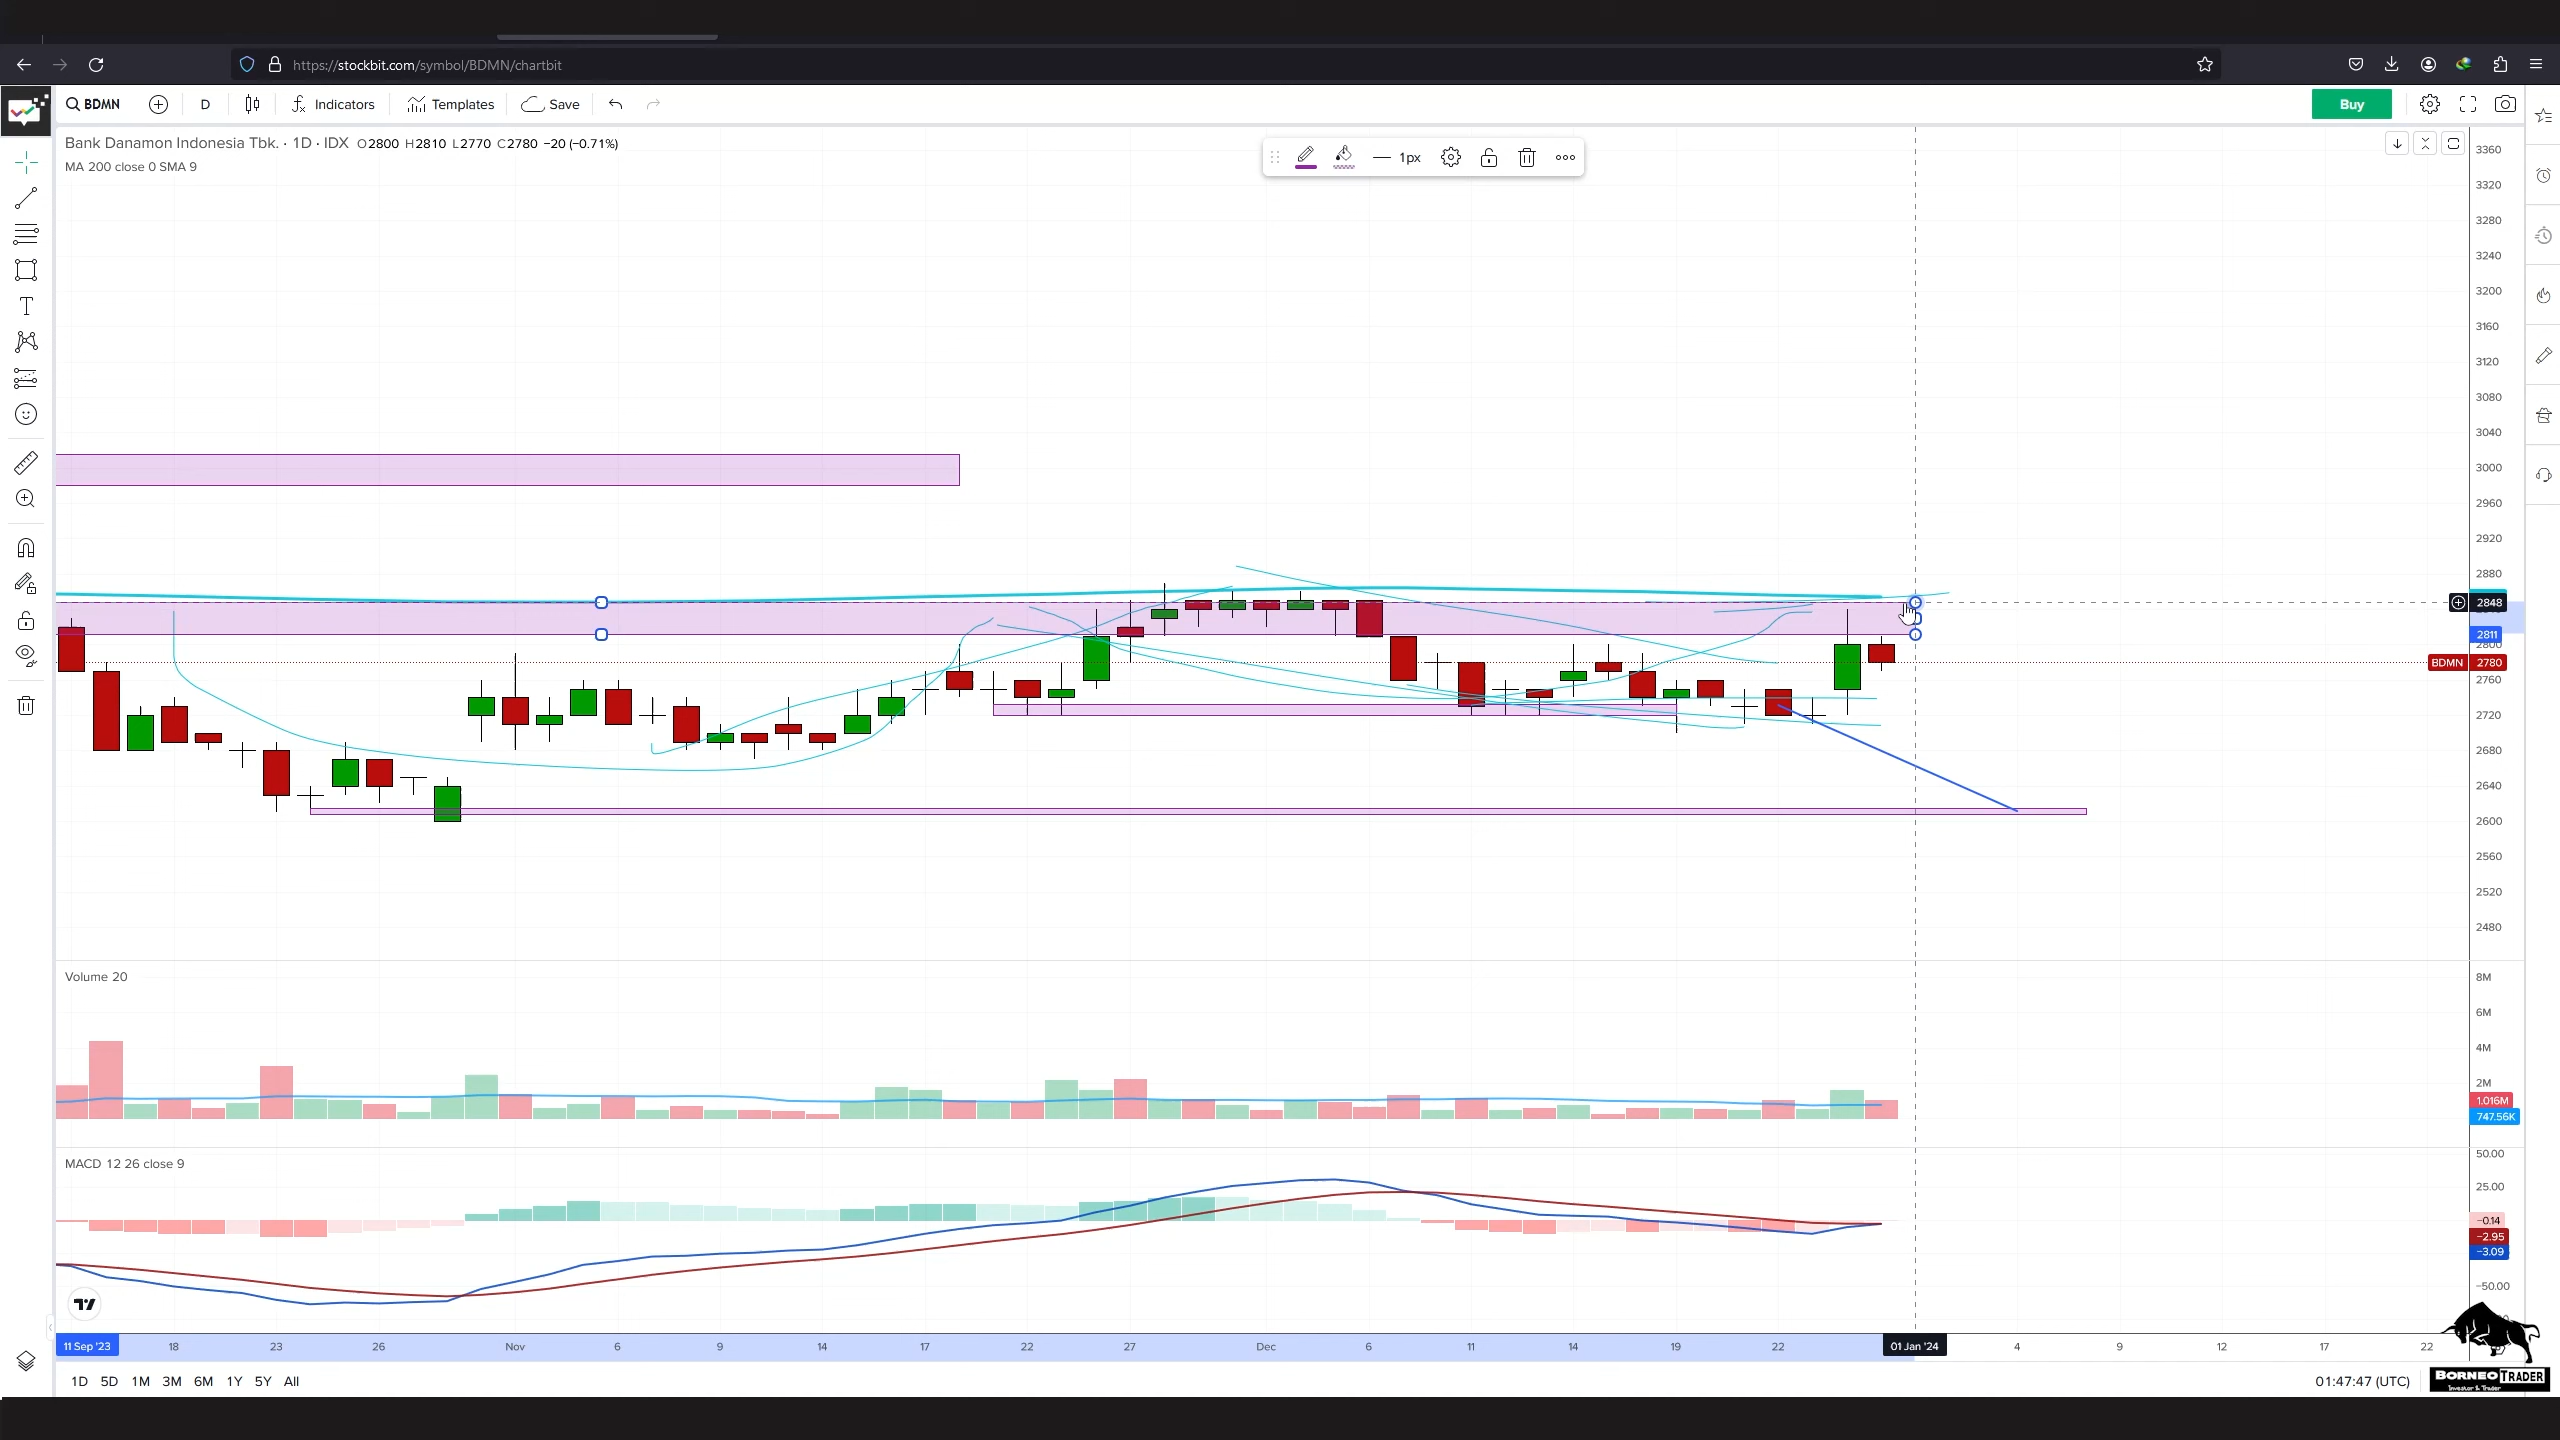 https://stockbit.com/symbol/BDMN/chartbit
BDMN D Indicators Templates Save Buy
Bank Danamon Indonesia Tbk. · 1D · IDX O2800 H2810 L2770 C2780 −20 (−0.71%)
MA 200 close 0 SMA 9
1px
3360
3320
3280
3240
3200
3160
3120
3080
3040
3000
2960
2920
2880
2848
2811
2800
BDMN 2780
2760
2720
2680
2640
2600
2560
2520
2480
Volume 20
8M
6M
4M
2M
1.016M
747.56K
MACD 12 26 close 9
50.00
25.00
−0.14
−2.95
−3.09
−50.00
11 Sep '23 18 23 26 Nov 6 9 14 17 22 27 Dec 6 11 14 19 22 01 Jan '24 4 9 12 17 22
1D 5D 1M 3M 6M 1Y 5Y All
01:47:47 (UTC)
BORNEO TRADER
Investor & Trader